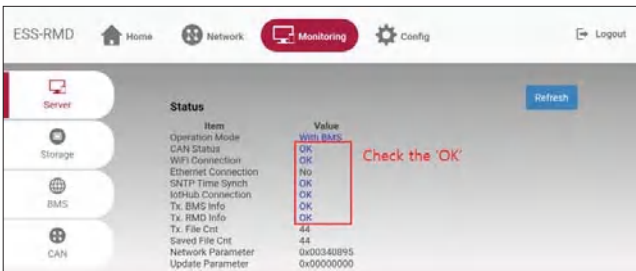 ESS-RMD Home Network Monitoring Config Logout
Server
Storage
BMS
CAN
Refresh
Status
Item Value
Operation Mode With BMS
CAN Status OK
WiFi Connection OK
Ethernet Connection No
SNTP Time Synch OK
IotHub Connection OK
Tx. BMS Info OK
Tx. RMD Info OK
Tx. File Cnt 44
Saved File Cnt 44
Network Parameter 0x00340895
Update Parameter 0x00000000
Check the 'OK'